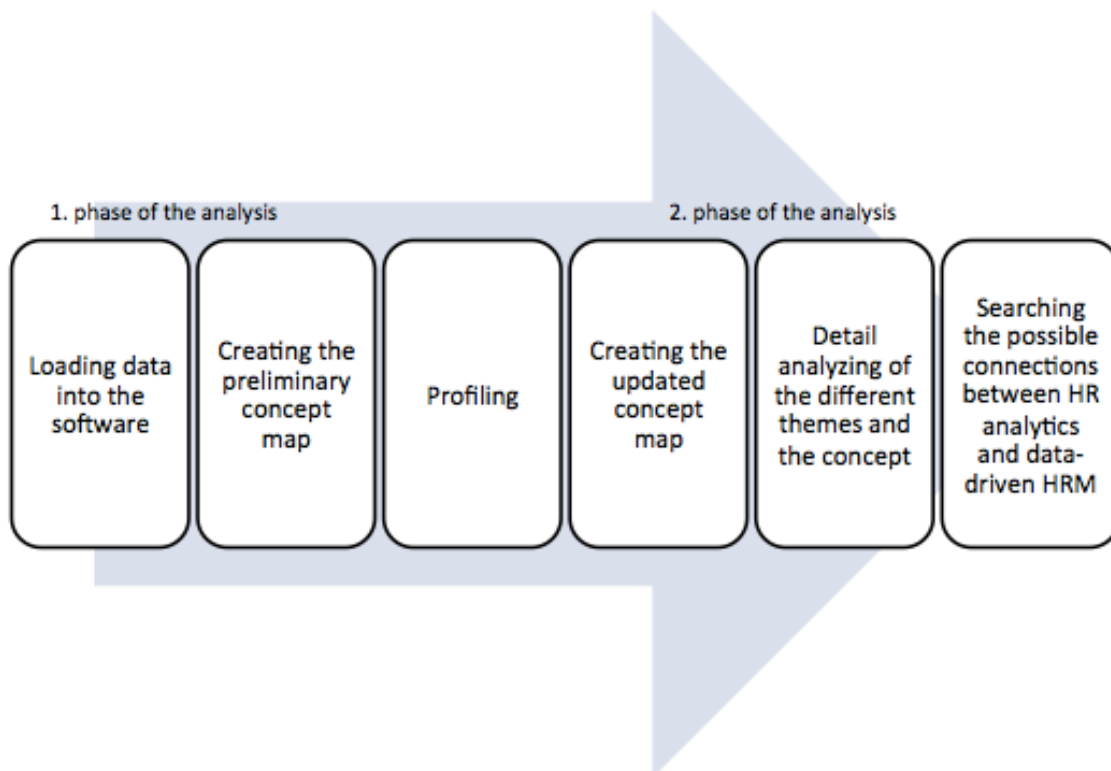 1. phase of the analysis
2. phase of the analysis
Loading data
into the
software
Creating the
preliminary
concept
map
Profiling
Creating the
updated
concept
map
Detail
analyzing of
the different
themes and
the concept
Searching
the possible
connections
between HR
analytics
and data-
driven HRM